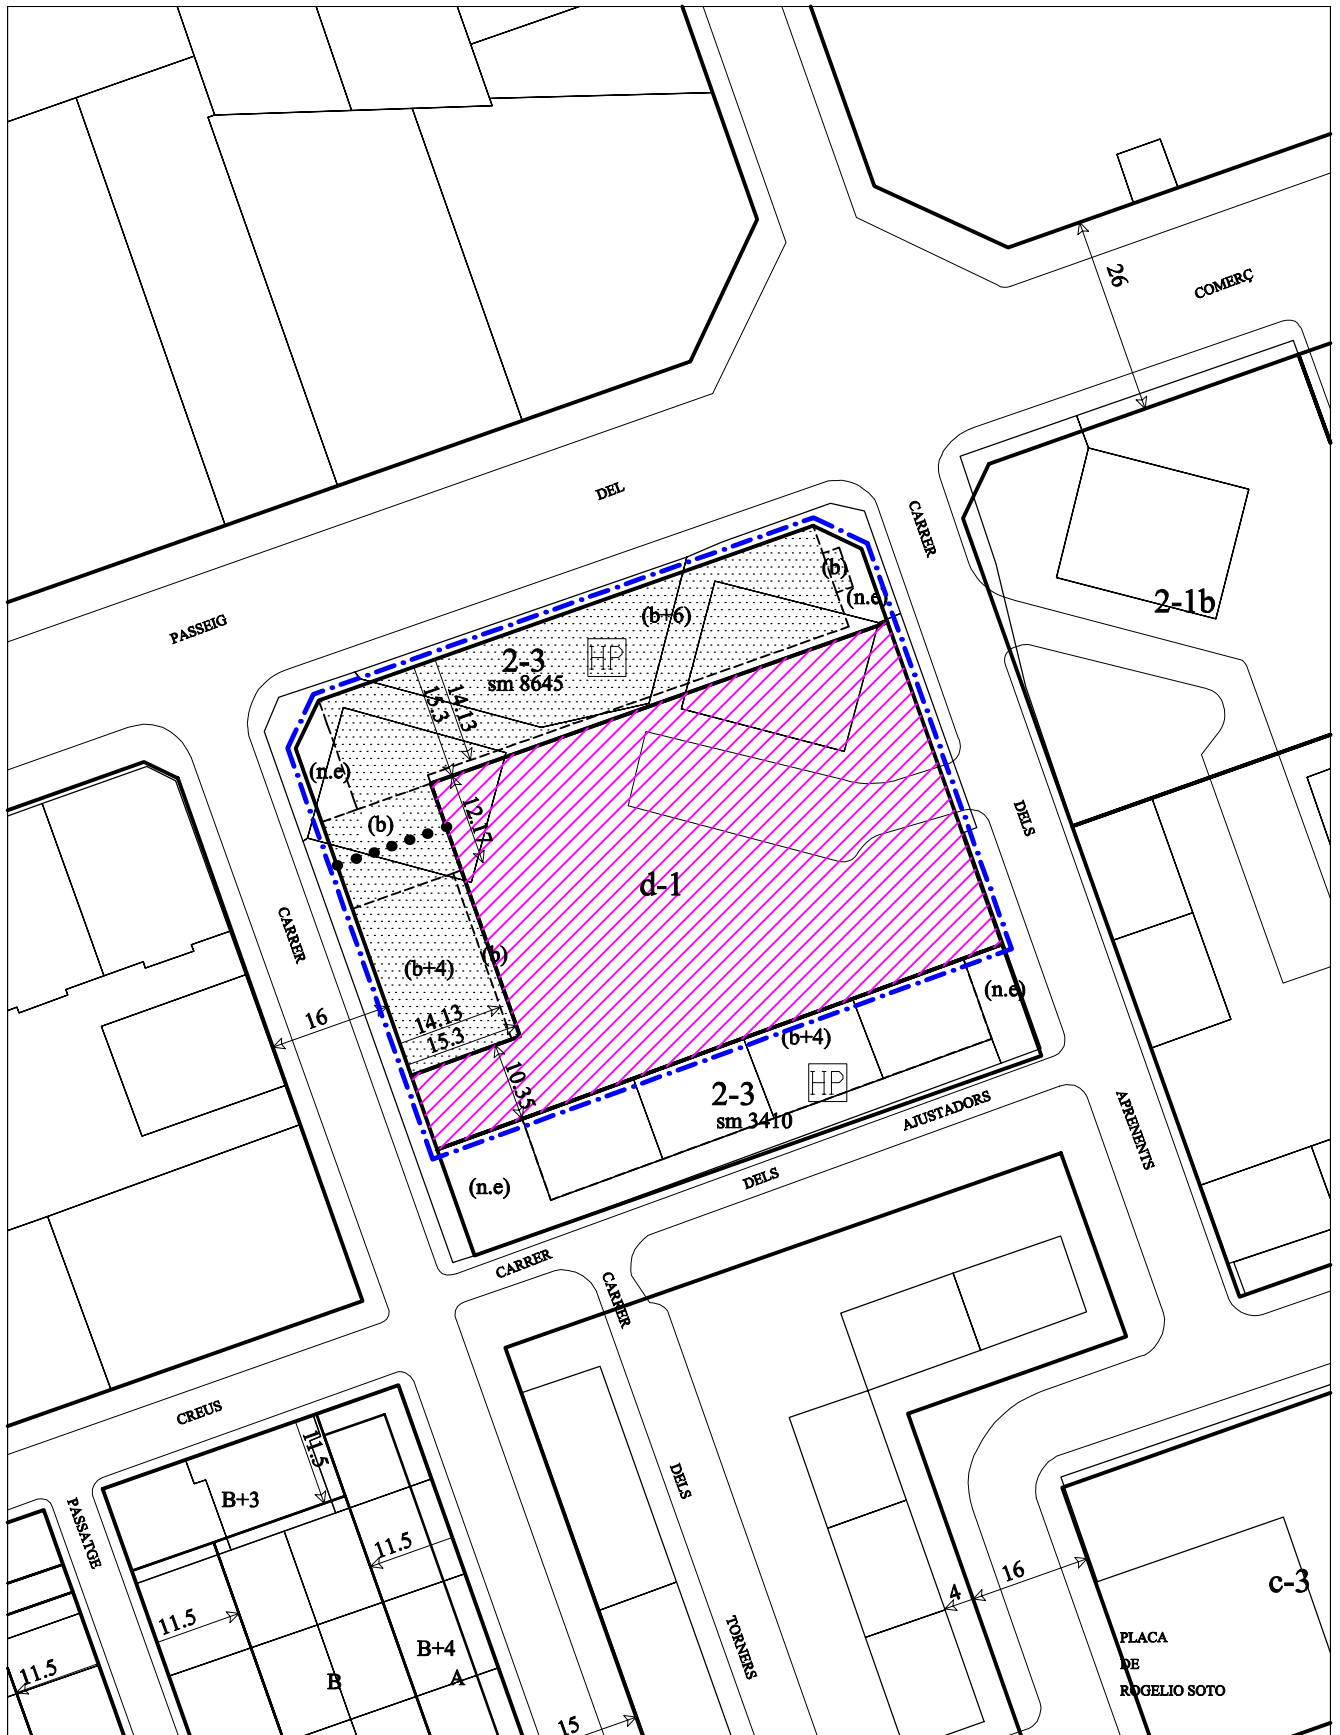 26
COMERÇ
DEL
CARRER
PASSEIG
(b)
(n.e)
(b+6)
2-1b
2-3
HP
sm 8645
14.13
15.3
(n.e)
(b)
12.17
DELS
d-1
CARRER
(b)
(b+4)
(n.e)
16
14.13
15.3
(b+4)
10.35
HP
2-3
sm 3410
AJUSTADORS
APRENENTS
DELS
(n.e)
CARRER
CARRER
CREUS
11.5
B+3
DELS
PASSATGE
11.5
16
4
c-3
11.5
TORNERS
PLACA
DE
ROGELIO SOTO
B+4
A
B
11.5
15